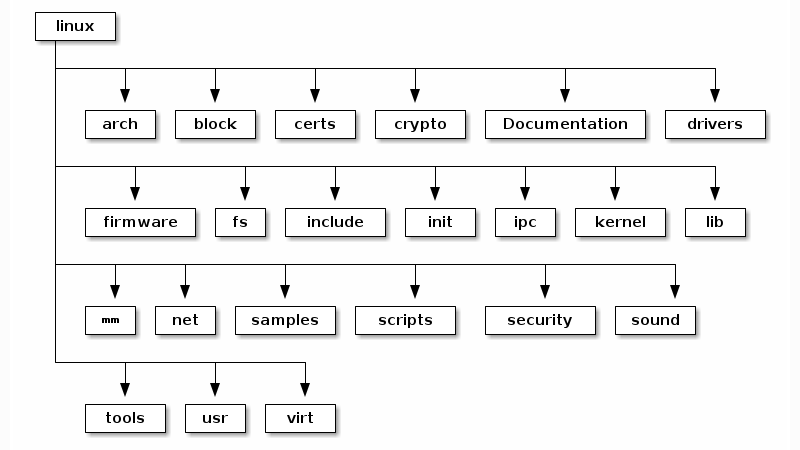 linux
arch block certs crypto Documentation drivers
firmware fs include init ipc kernel lib
mm net samples scripts security sound
tools usr virt